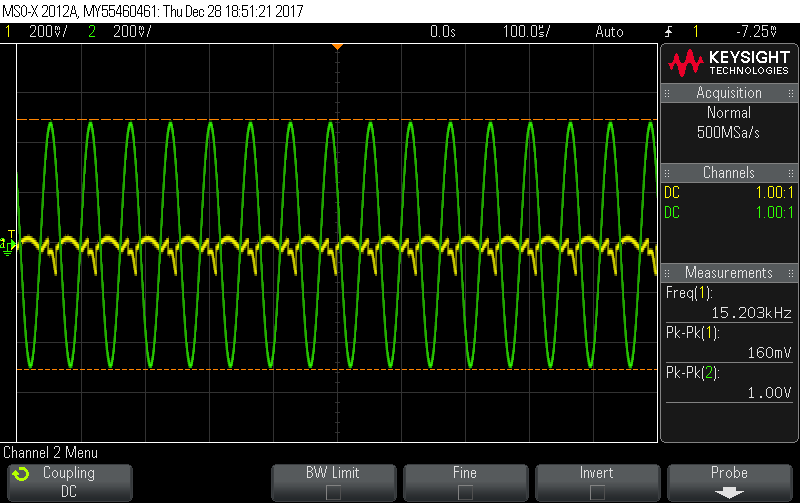 MSO-X 2012A, MY55460461: Thu Dec 28 18:51:21 2017
1 200mV/ 2 200mV/ 0.0s 100.0us/ Auto 1 -7.25mV
KEYSIGHT
TECHNOLOGIES
Acquisition
Normal
500MSa/s
Channels
DC 1.00:1
DC 1.00:1
Measurements
Freq(1):
15.203kHz
Pk-Pk(1):
160mV
Pk-Pk(2):
1.00V
T
Channel 2 Menu
Coupling
DC
BW Limit
Fine
Invert
Probe